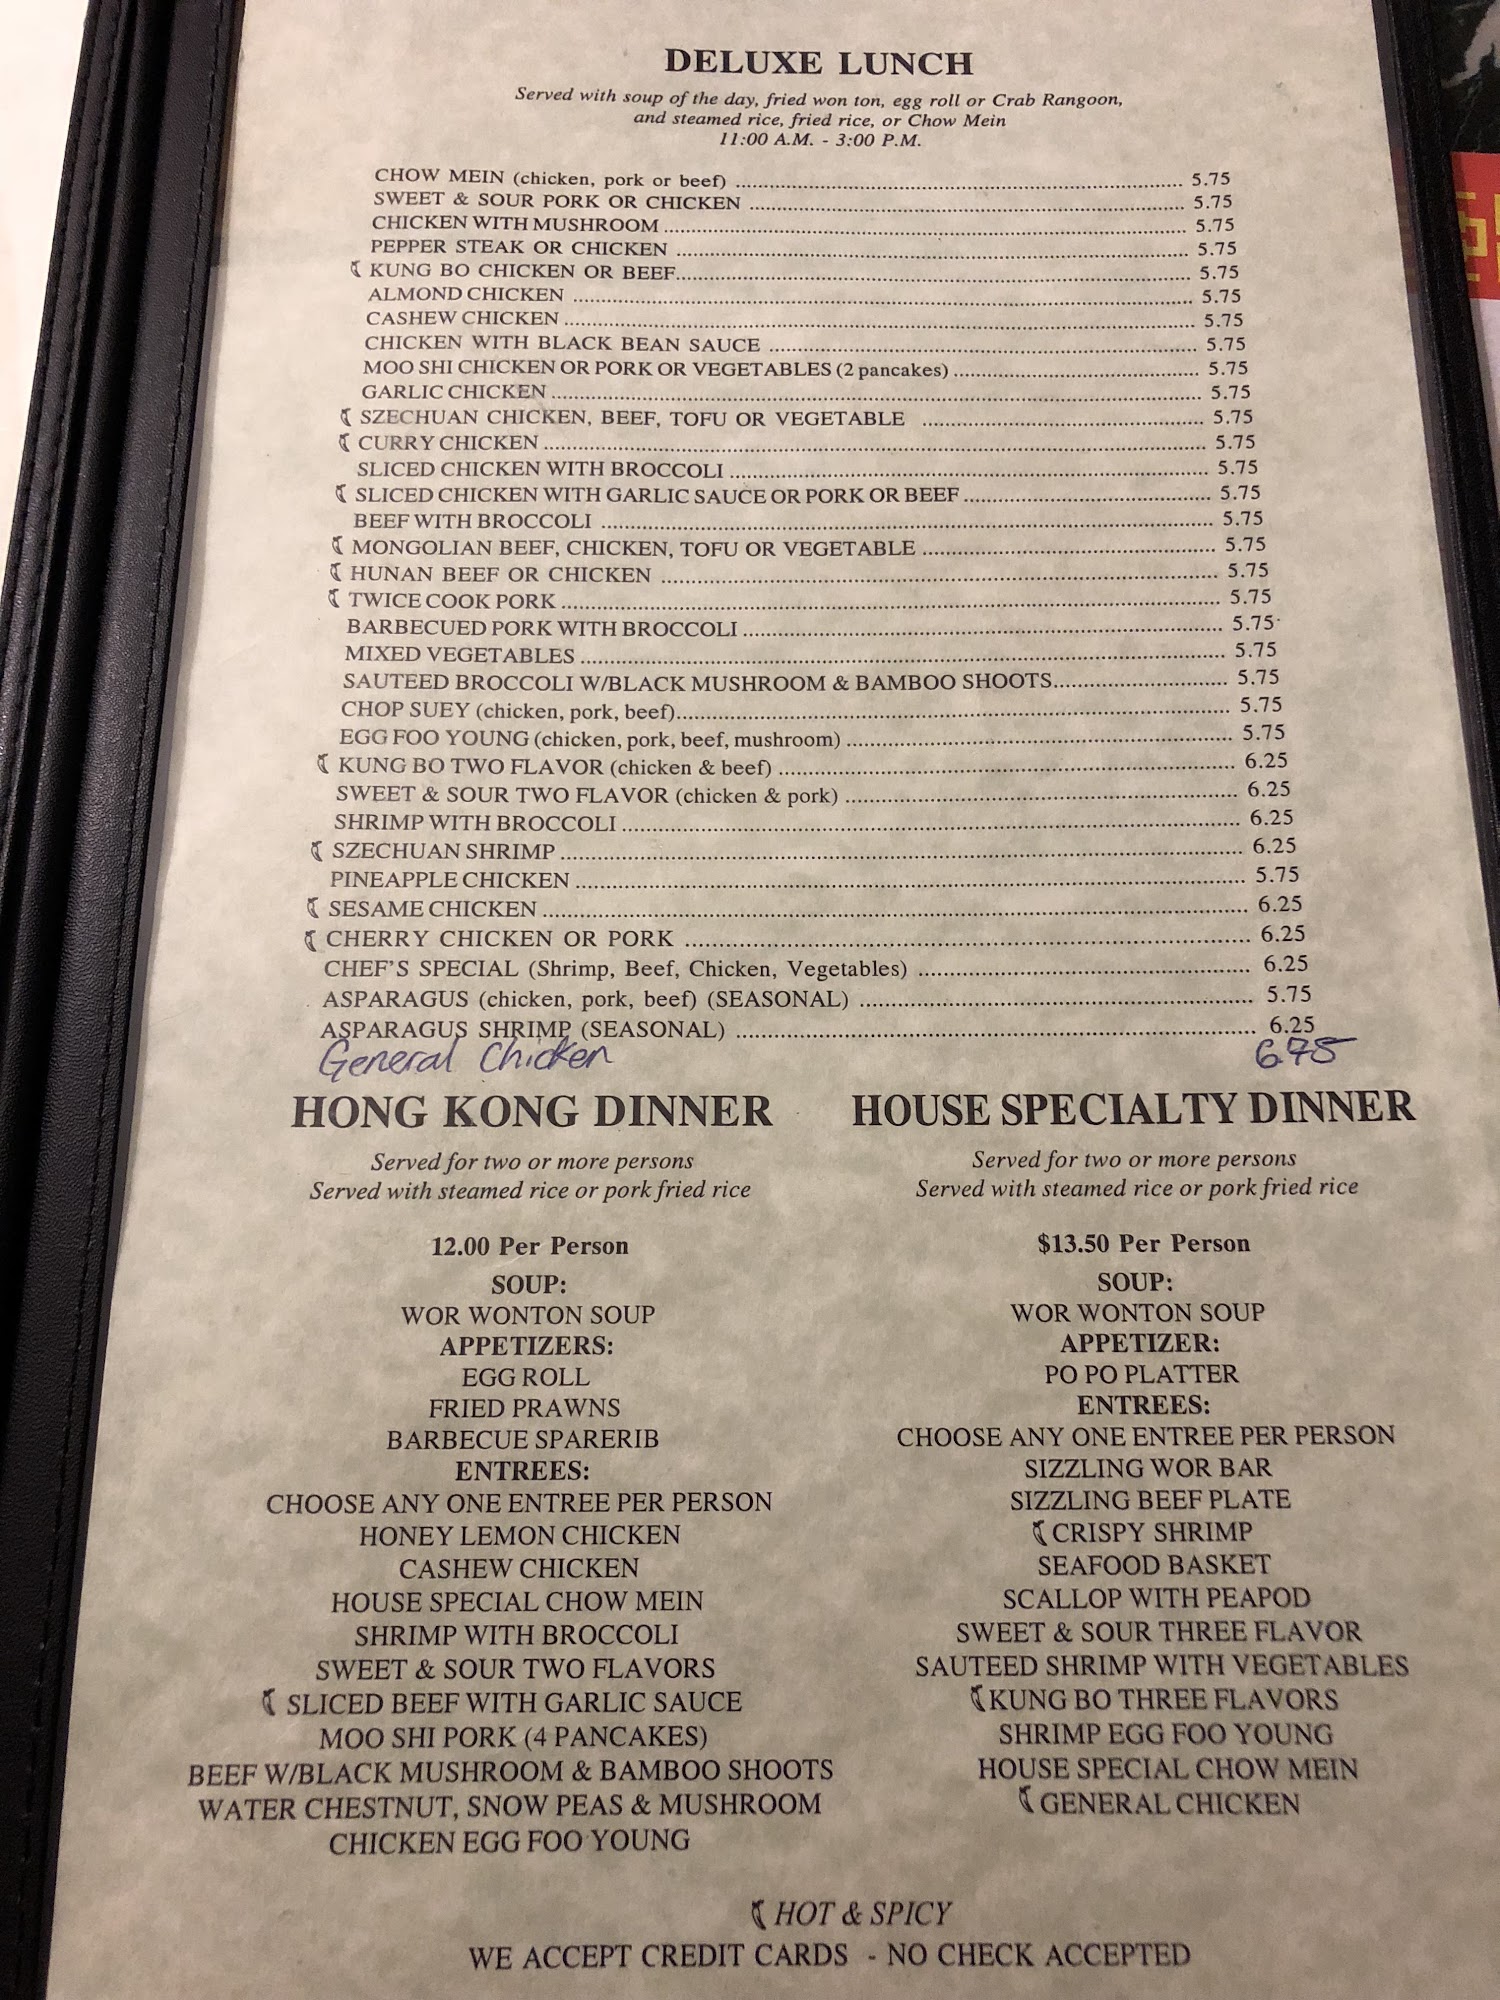 DELUXE LUNCH
Served with soup of the day, fried won ton, egg roll or Crab Rangoon,
and steamed rice, fried rice, or Chow Mein
11:00 A.M. - 3:00 P.M.
CHOW MEIN (chicken, pork or beef) 5.75
SWEET & SOUR PORK OR CHICKEN 5.75
CHICKEN WITH MUSHROOM 5.75
PEPPER STEAK OR CHICKEN 5.75
KUNG BO CHICKEN OR BEEF 5.75
ALMOND CHICKEN 5.75
CASHEW CHICKEN 5.75
CHICKEN WITH BLACK BEAN SAUCE 5.75
MOO SHI CHICKEN OR PORK OR VEGETABLES (2 pancakes) 5.75
GARLIC CHICKEN 5.75
SZECHUAN CHICKEN, BEEF, TOFU OR VEGETABLE 5.75
CURRY CHICKEN 5.75
SLICED CHICKEN WITH BROCCOLI 5.75
SLICED CHICKEN WITH GARLIC SAUCE OR PORK OR BEEF 5.75
BEEF WITH BROCCOLI 5.75
MONGOLIAN BEEF, CHICKEN, TOFU OR VEGETABLE 5.75
HUNAN BEEF OR CHICKEN 5.75
TWICE COOK PORK 5.75
BARBECUED PORK WITH BROCCOLI 5.75
MIXED VEGETABLES 5.75
SAUTEED BROCCOLI W/BLACK MUSHROOM & BAMBOO SHOOTS 5.75
CHOP SUEY (chicken, pork, beef) 5.75
EGG FOO YOUNG (chicken, pork, beef, mushroom) 5.75
KUNG BO TWO FLAVOR (chicken & beef) 6.25
SWEET & SOUR TWO FLAVOR (chicken & pork) 6.25
SHRIMP WITH BROCCOLI 6.25
SZECHUAN SHRIMP 6.25
PINEAPPLE CHICKEN 5.75
SESAME CHICKEN 6.25
CHERRY CHICKEN OR PORK 6.25
CHEF'S SPECIAL (Shrimp, Beef, Chicken, Vegetables) 6.25
ASPARAGUS (chicken, pork, beef) (SEASONAL) 5.75
ASPARAGUS SHRIMP (SEASONAL) 6.25
General Chicken 6.75
HONG KONG DINNER
Served for two or more persons
Served with steamed rice or pork fried rice
12.00 Per Person
SOUP:
WOR WONTON SOUP
APPETIZERS:
EGG ROLL
FRIED PRAWNS
BARBECUE SPARERIB
ENTREES:
CHOOSE ANY ONE ENTREE PER PERSON
HONEY LEMON CHICKEN
CASHEW CHICKEN
HOUSE SPECIAL CHOW MEIN
SHRIMP WITH BROCCOLI
SWEET & SOUR TWO FLAVORS
SLICED BEEF WITH GARLIC SAUCE
MOO SHI PORK (4 PANCAKES)
BEEF W/BLACK MUSHROOM & BAMBOO SHOOTS
WATER CHESTNUT, SNOW PEAS & MUSHROOM
CHICKEN EGG FOO YOUNG
HOUSE SPECIALTY DINNER
Served for two or more persons
Served with steamed rice or pork fried rice
$13.50 Per Person
SOUP:
WOR WONTON SOUP
APPETIZER:
PO PO PLATTER
ENTREES:
CHOOSE ANY ONE ENTREE PER PERSON
SIZZLING WOR BAR
SIZZLING BEEF PLATE
CRISPY SHRIMP
SEAFOOD BASKET
SCALLOP WITH PEAPOD
SWEET & SOUR THREE FLAVOR
SAUTEED SHRIMP WITH VEGETABLES
KUNG BO THREE FLAVORS
SHRIMP EGG FOO YOUNG
HOUSE SPECIAL CHOW MEIN
GENERAL CHICKEN
HOT & SPICY
WE ACCEPT CREDIT CARDS - NO CHECK ACCEPTED